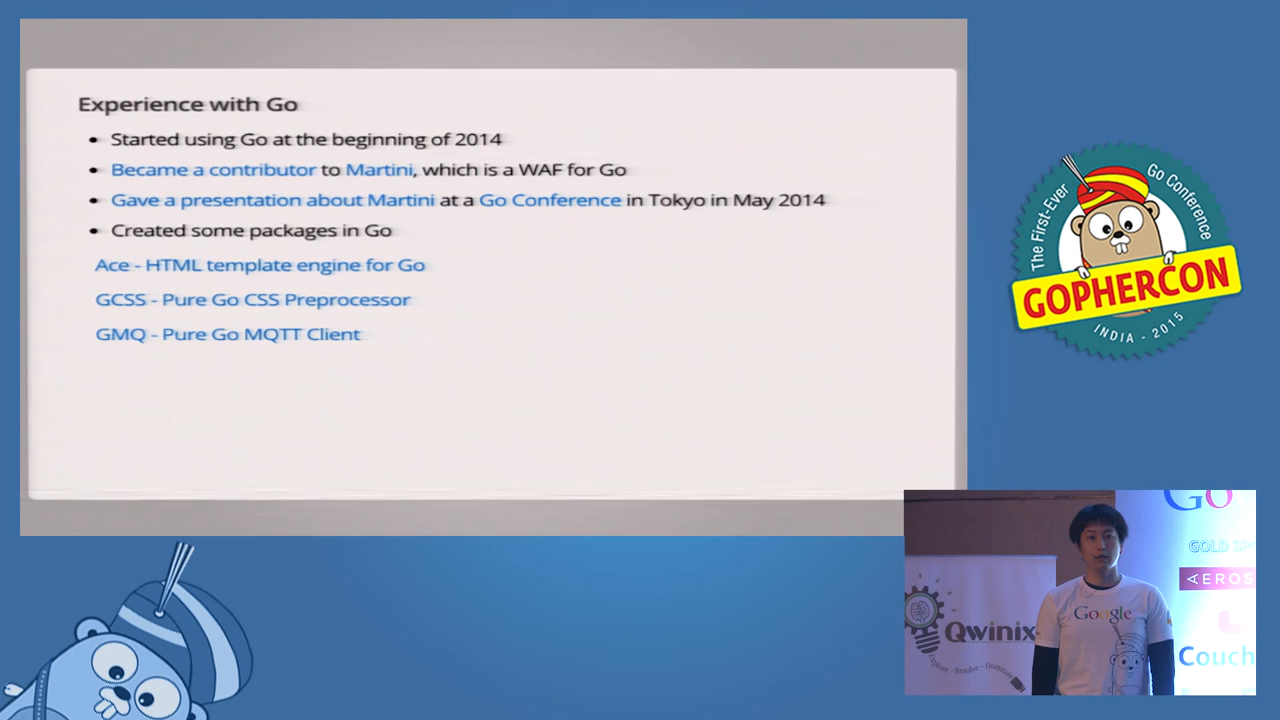 Experience with Go
• Started using Go at the beginning of 2014
• Became a contributor to Martini, which is a WAF for Go
• Gave a presentation about Martini at a Go Conference in Tokyo in May 2014
• Created some packages in Go
Ace - HTML template engine for Go
GCSS - Pure Go CSS Preprocessor
GMQ - Pure Go MQTT Client
The First-Ever Go Conference
GOPHERCON
INDIA - 2015
Go
GOLD SP
AEROS
Google
Qwinix
Explore - Resolve -
Couch